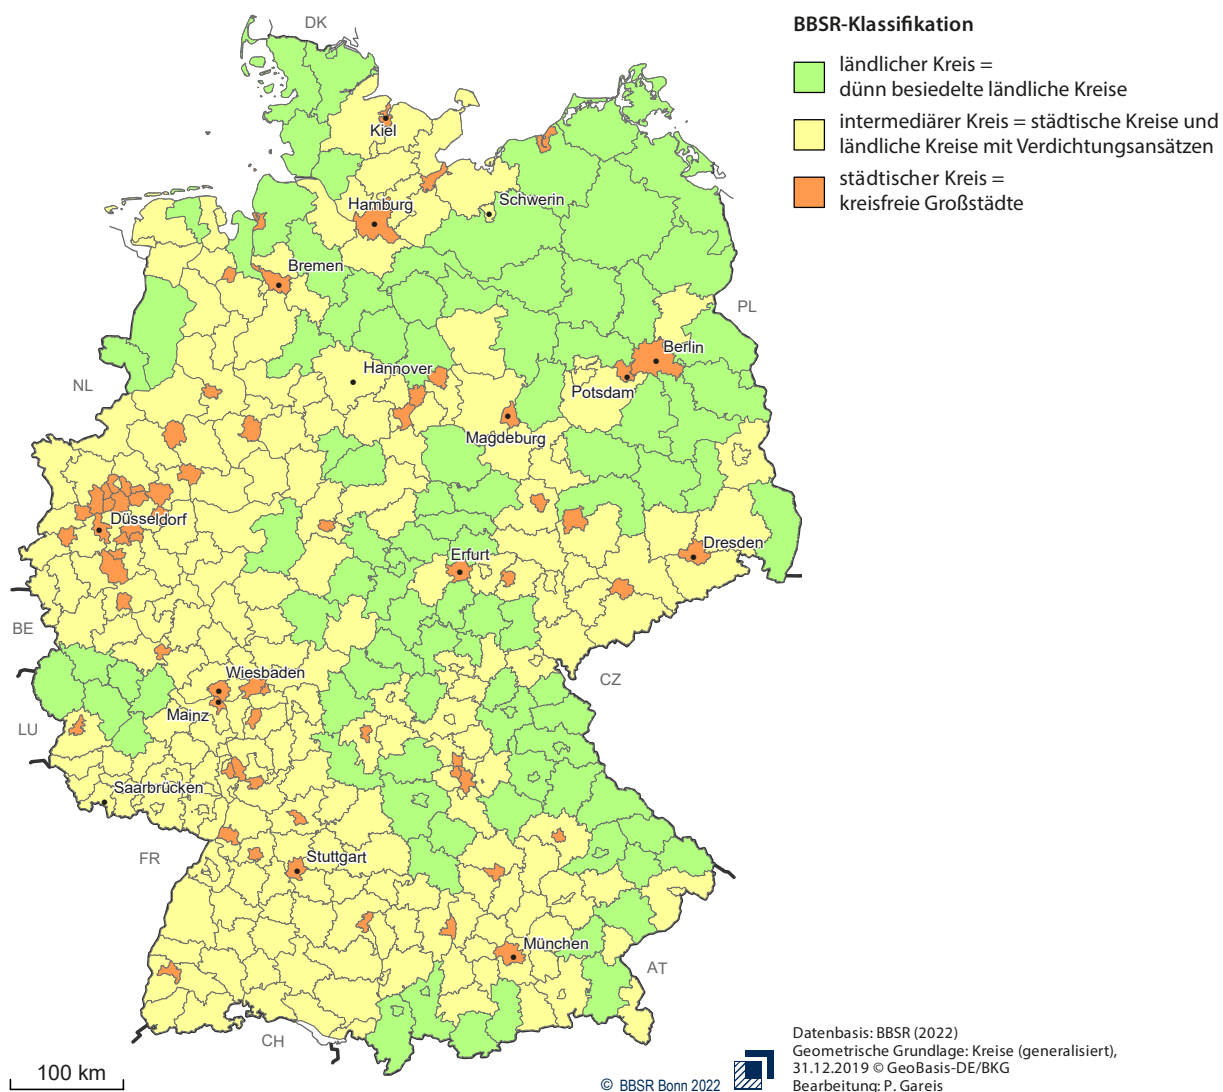 BBSR-Klassifikation
ländlicher Kreis =
dünn besiedelte ländliche Kreise
intermediärer Kreis = städtische Kreise und
ländliche Kreise mit Verdichtungsansätzen
städtischer Kreis =
kreisfreie Großstädte
DK
Kiel
Schwerin
Hamburg
Bremen
PL
Berlin
Hannover
NL
Potsdam
Magdeburg
Düsseldorf
Dresden
Erfurt
BE
Wiesbaden
CZ
Mainz
LU
Saarbrücken
FR
Stuttgart
München
AT
CH
100 km
© BBSR Bonn 2022
Datenbasis: BBSR (2022)
Geometrische Grundlage: Kreise (generalisiert),
31.12.2019 © GeoBasis-DE/BKG
Bearbeitung: P. Gareis